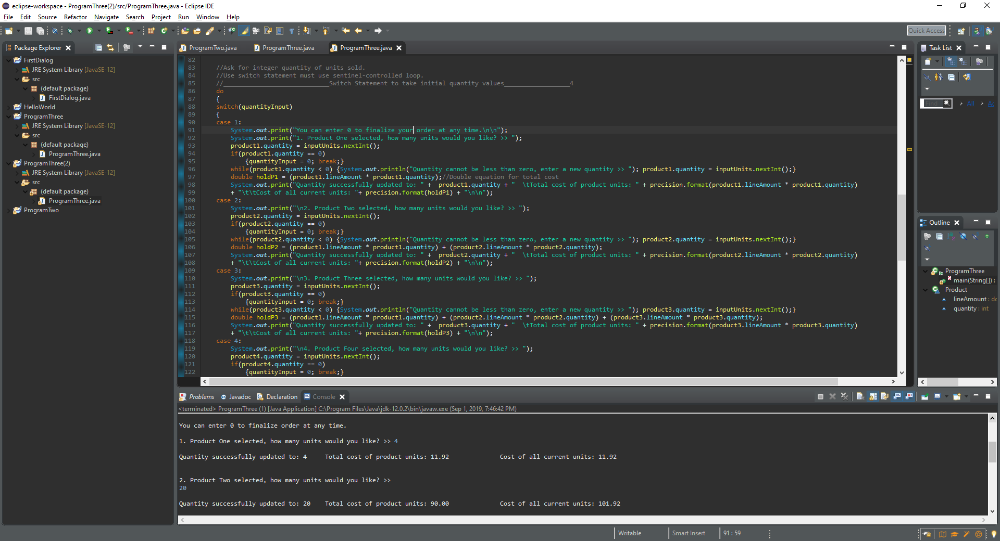 eclipse-workspace - ProgramThree(2)/src/ProgramThree.java - Eclipse IDE
File Edit Source Refactor Navigate Search Project Run Window Help
Quick Access
Package Explorer
FirstDialog
JRE System Library [JavaSE-12]
src
(default package)
FirstDialog.java
HelloWorld
ProgramThree
JRE System Library [JavaSE-12]
src
(default package)
ProgramThree.java
ProgramThree(2)
JRE System Library [JavaSE-12]
src
(default package)
ProgramThree.java
ProgramTwo
ProgramTwo.java ProgramThree.java ProgramThree.java
82
83 //Ask for integer quantity of units sold.
84 //Use switch statement must use sentinel-controlled loop.
85 //_____________________________Switch Statement to take initial quantity values__________________4
86 do
87 {
88 switch(quantityInput)
89 {
90 case 1:
91 System.out.print("You can enter 0 to finalize your order at any time.\n\n");
92 System.out.print("1. Product One selected, how many units would you like? >> ");
93 product1.quantity = inputUnits.nextInt();
94 if(product1.quantity == 0)
95 {quantityInput = 0; break;}
96 while(product1.quantity < 0) {System.out.println("Quantity cannot be less than zero, enter a new quantity >> "); product1.quantity = inputUnits.nextInt();}
97 double holdP1 = (product1.lineAmount * product1.quantity);//Double equation for total cost
98 System.out.print("Quantity successfully updated to: " +  product1.quantity + "  \tTotal cost of product units: " + precision.format(product1.lineAmount * product1.quantity)
99 + "\t\tCost of all current units: "+ precision.format(holdP1) + "\n\n");
100 case 2:
101 System.out.print("\n2. Product Two selected, how many units would you like? >> ");
102 product2.quantity = inputUnits.nextInt();
103 if(product2.quantity == 0)
104 {quantityInput = 0; break;}
105 while(product2.quantity < 0) {System.out.println("Quantity cannot be less than zero, enter a new quantity >> "); product2.quantity = inputUnits.nextInt();}
106 double holdP2 = (product1.lineAmount * product1.quantity) + (product2.lineAmount * product2.quantity);
107 System.out.print("Quantity successfully updated to: " +  product2.quantity + "  \tTotal cost of product units: " + precision.format(product2.lineAmount * product2.quantity)
108 + "\t\tCost of all current units: "+ precision.format(holdP2) + "\n\n");
109 case 3:
110 System.out.print("\n3. Product Three selected, how many units would you like? >> ");
111 product3.quantity = inputUnits.nextInt();
112 if(product3.quantity == 0)
113 {quantityInput = 0; break;}
114 while(product3.quantity < 0) {System.out.println("Quantity cannot be less than zero, enter a new quantity >> "); product3.quantity = inputUnits.nextInt();}
115 double holdP3 = (product1.lineAmount * product1.quantity) + (product2.lineAmount * product2.quantity) + (product3.lineAmount * product3.quantity);
116 System.out.print("Quantity successfully updated to: " +  product3.quantity + "  \tTotal cost of product units: " + precision.format(product3.lineAmount * product3.quantity)
117 + "\t\tCost of all current units: "+ precision.format(holdP3) + "\n\n");
118 case 4:
119 System.out.print("\n4. Product Four selected, how many units would you like? >> ");
120 product4.quantity = inputUnits.nextInt();
121 if(product4.quantity == 0)
122 {quantityInput = 0; break;}
Task List
Find All
Outline
ProgramThree
main(String[]) :
Product
lineAmount : do
quantity : int
Problems Javadoc Declaration Console
<terminated> ProgramThree (1) [Java Application] C:\Program Files\Java\jdk-12.0.2\bin\javaw.exe (Sep 1, 2019, 7:46:42 PM)
You can enter 0 to finalize order at any time.
1. Product One selected, how many units would you like? >> 4
Quantity successfully updated to: 4 Total cost of product units: 11.92 Cost of all current units: 11.92
2. Product Two selected, how many units would you like? >>
20
Quantity successfully updated to: 20 Total cost of product units: 90.00 Cost of all current units: 101.92
Writable Smart Insert 91 : 59